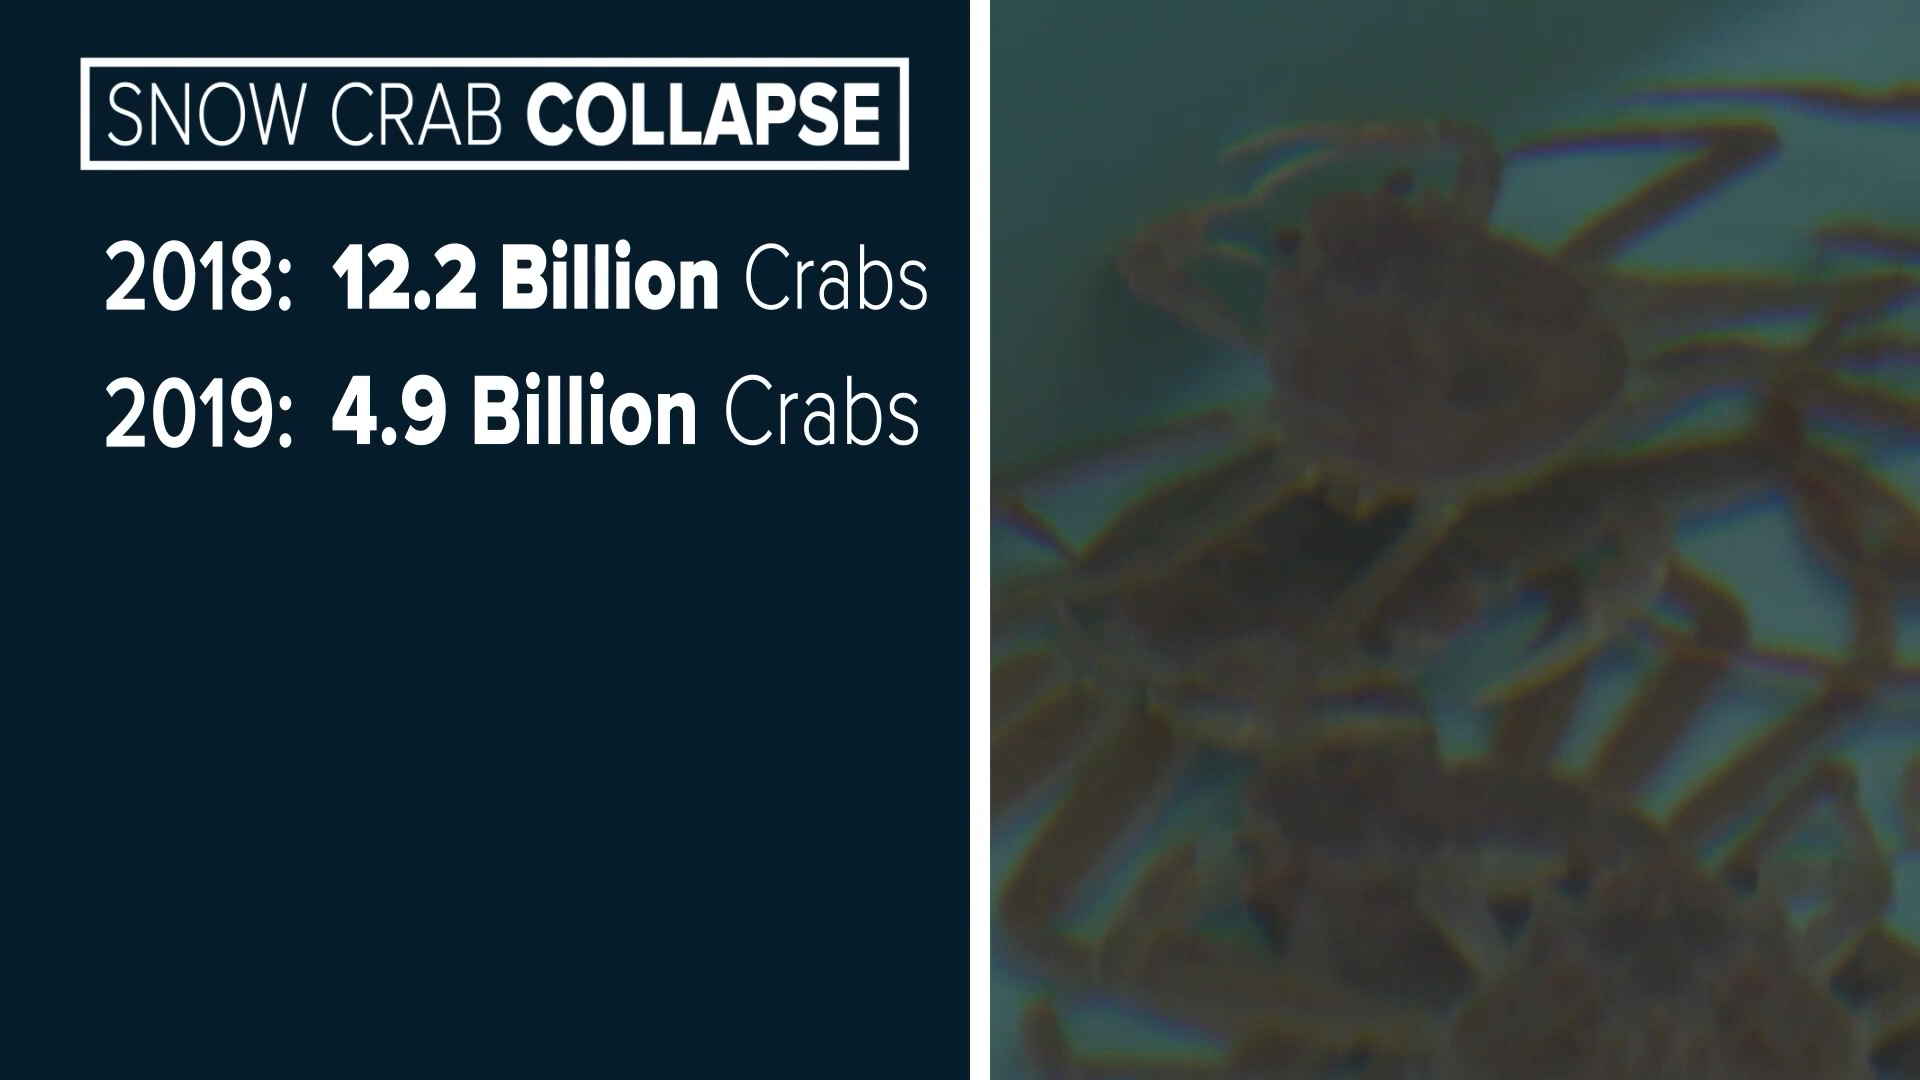 SNOW CRAB COLLAPSE
2018: 12.2 Billion Crabs
2019: 4.9 Billion Crabs